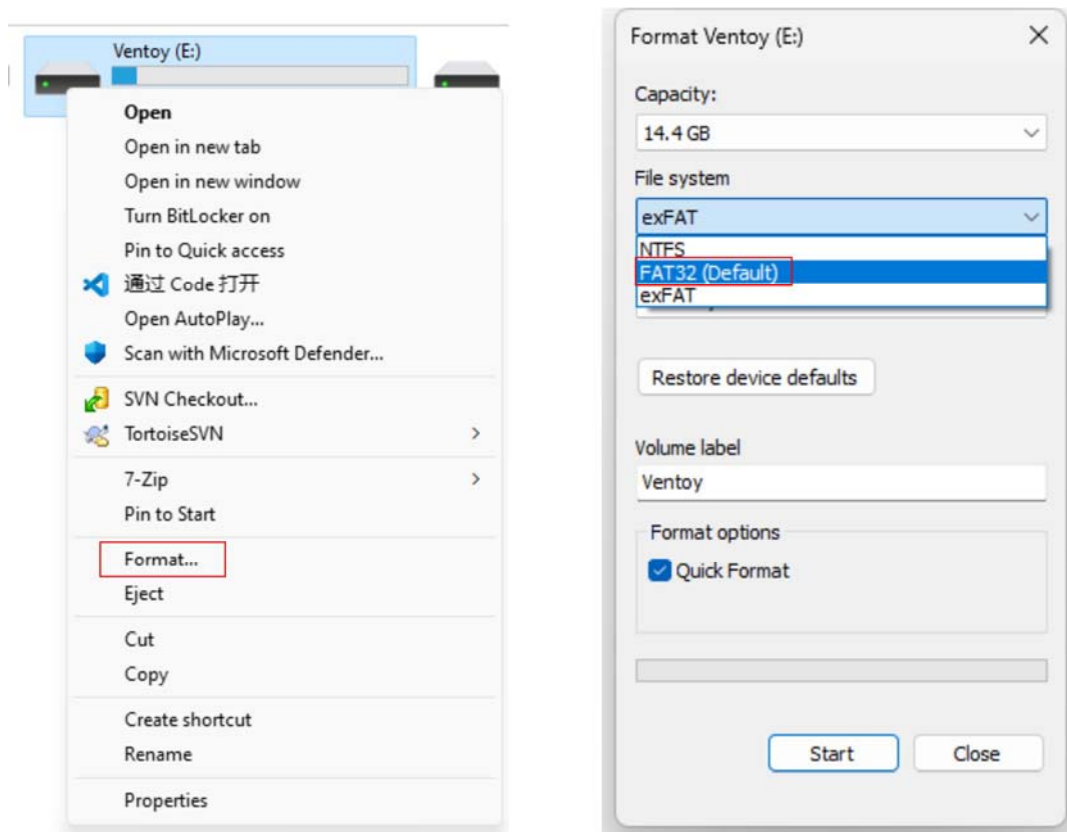 Ventoy (E:)
Open
Open in new tab
Open in new window
Turn BitLocker on
Pin to Quick access
通过 Code 打开
Open AutoPlay...
Scan with Microsoft Defender...
SVN Checkout...
TortoiseSVN
7-Zip
Pin to Start
Format...
Eject
Cut
Copy
Create shortcut
Rename
Properties
Format Ventoy (E:)
Capacity:
14.4 GB
File system
exFAT
NTFS
FAT32 (Default)
exFAT
Restore device defaults
Volume label
Ventoy
Format options
Quick Format
Start
Close